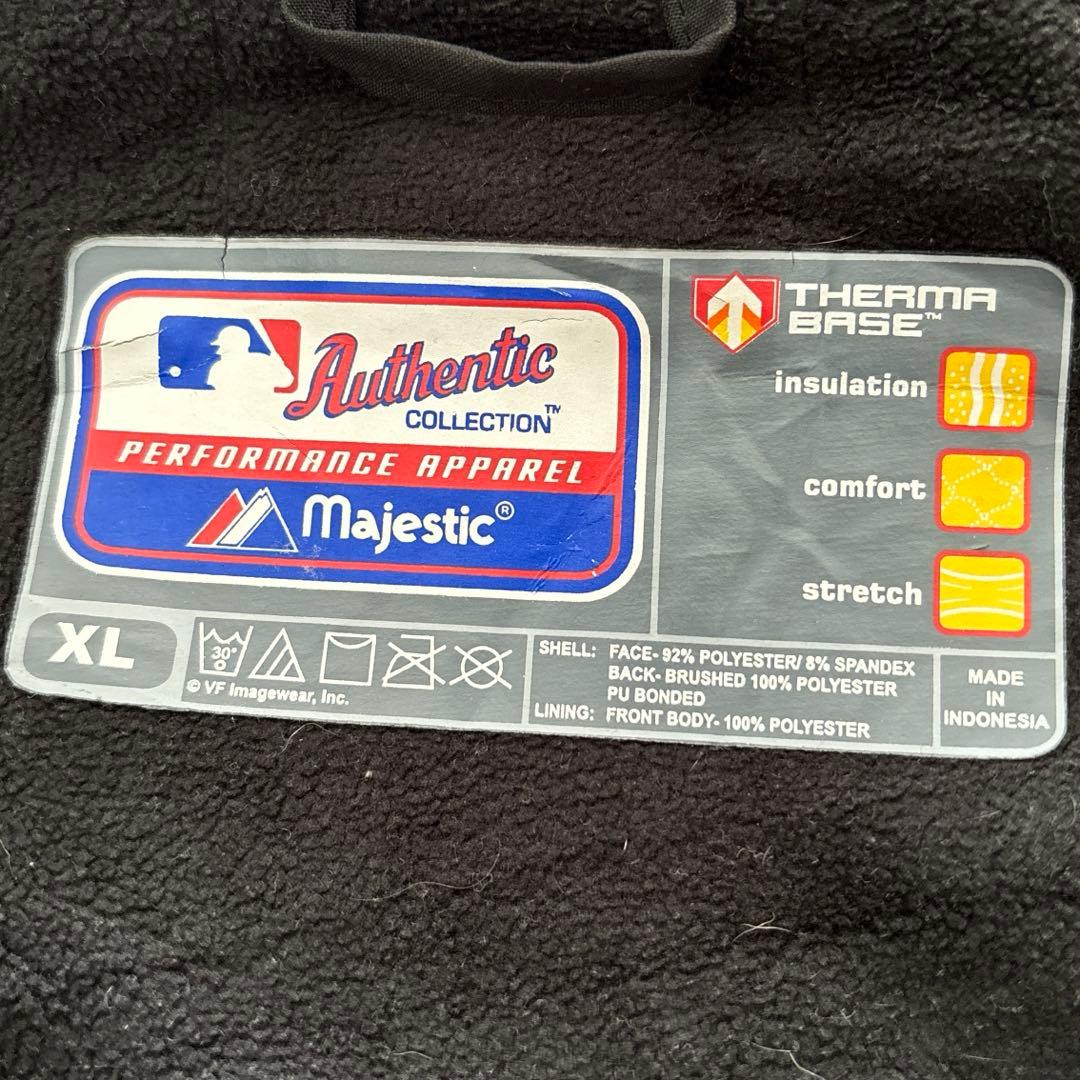 Authentic
COLLECTION™
PERFORMANCE APPAREL
Majestic®
THERMA
BASE™
insulation
comfort
stretch
XL
30°
© VF Imagewear, Inc.
SHELL: FACE- 92% POLYESTER/ 8% SPANDEX
BACK- BRUSHED 100% POLYESTER
PU BONDED
LINING: FRONT BODY- 100% POLYESTER
MADE
IN
INDONESIA